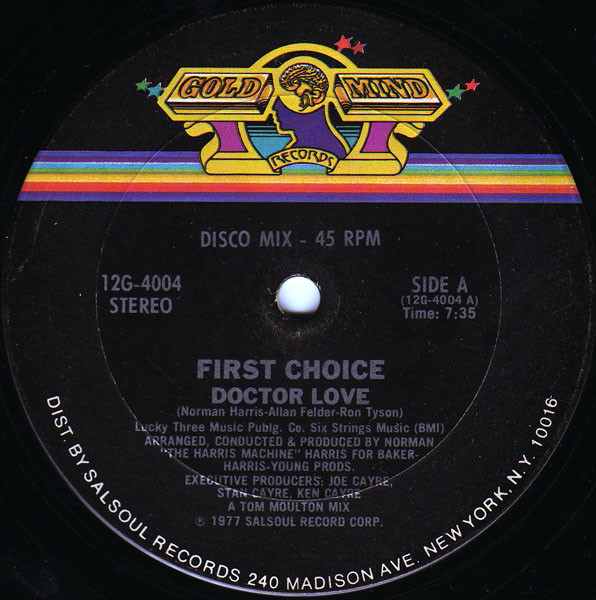 GOLD MIND
RECORDS
DISCO MIX - 45 RPM
12G-4004
STEREO
SIDE A
(12G-4004 A)
Time: 7:35
FIRST CHOICE
DOCTOR LOVE
(Norman Harris-Allan Felder-Ron Tyson)
Lucky Three Music Publg. Co. Six Strings Music (BMI)
ARRANGED, CONDUCTED & PRODUCED BY NORMAN
"THE HARRIS MACHINE" HARRIS FOR BAKER-
HARRIS-YOUNG PRODS.
EXECUTIVE PRODUCERS: JOE CAYRE,
STAN CAYRE, KEN CAYRE
A TOM MOULTON MIX
℗ 1977 SALSOUL RECORD CORP.
DIST. BY SALSOUL RECORDS 240 MADISON AVE. NEW YORK, N.Y. 10016